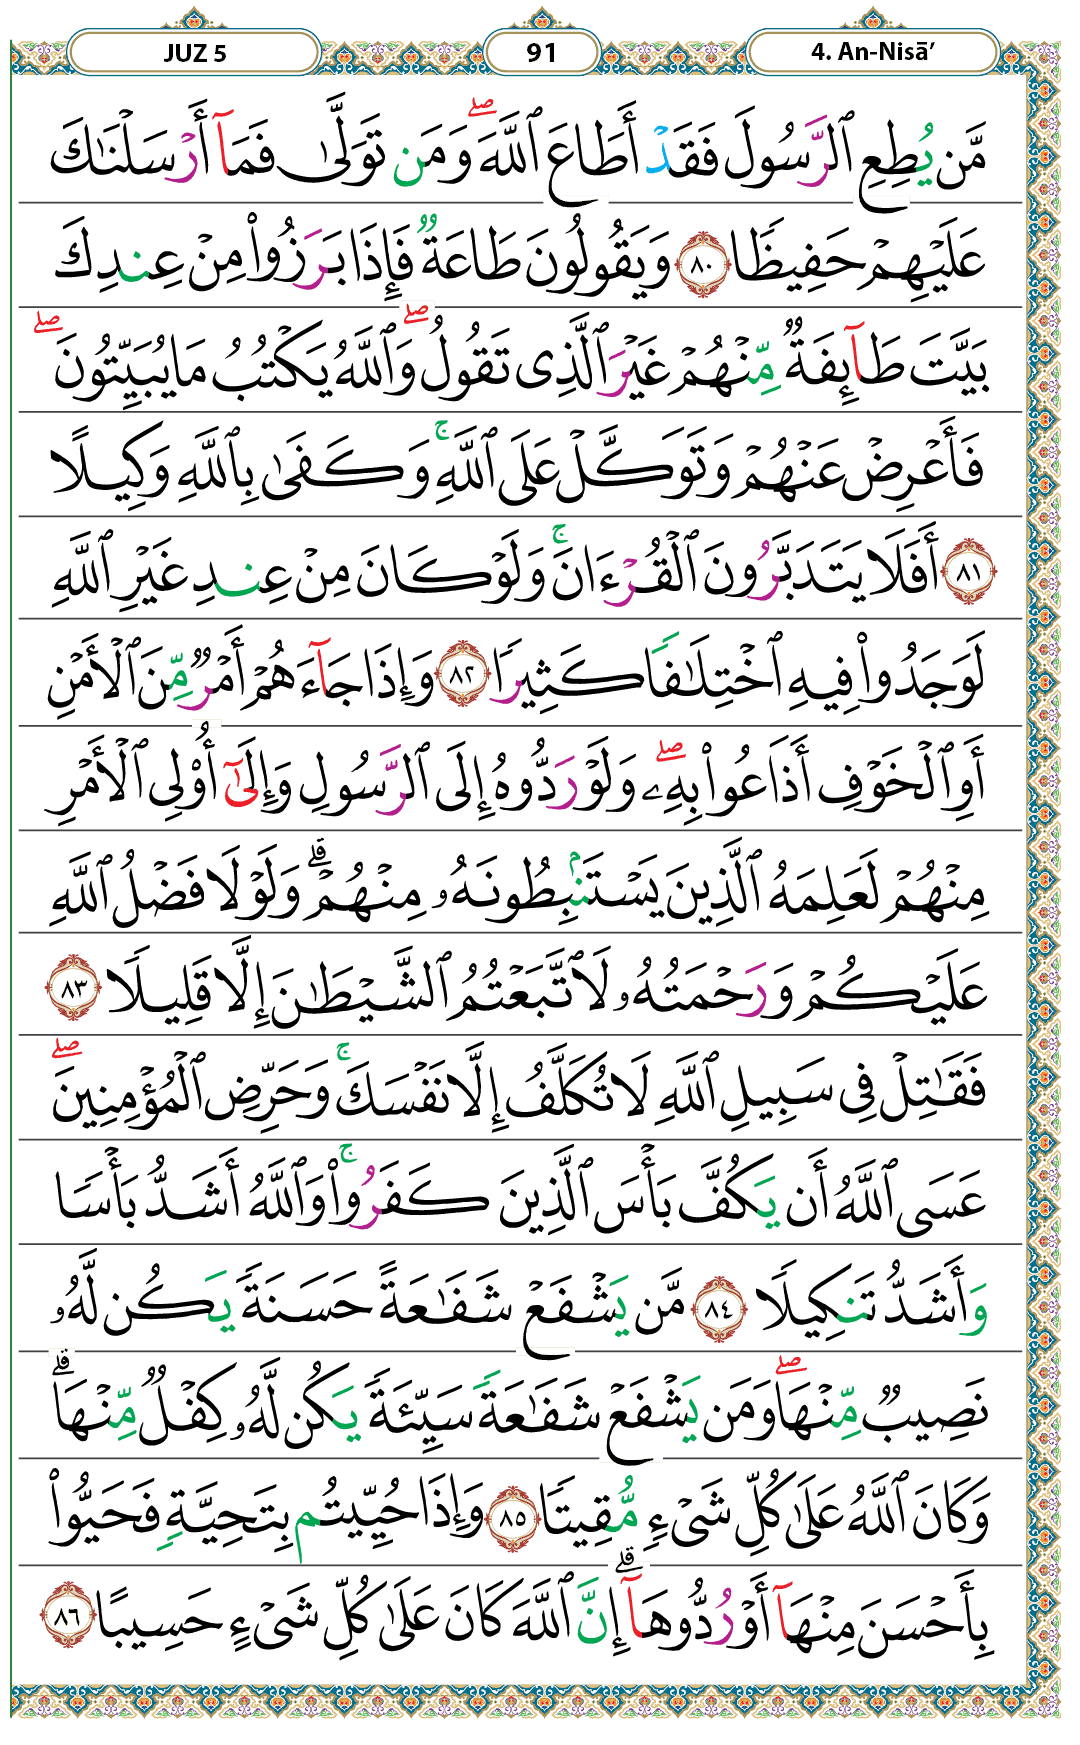 JUZ 5
91
4. An-Nisā’
مَّن يُطِعِ ٱلرَّسُولَ فَقَدۡ أَطَاعَ ٱللَّهَۖ وَمَن تَوَلَّىٰ فَمَآ أَرۡسَلۡنَٰكَ
عَلَيۡهِمۡ حَفِيظٗا ٨٠ وَيَقُولُونَ طَاعَةٞ فَإِذَا بَرَزُواْ مِنۡ عِندِكَ
بَيَّتَ طَآئِفَةٞ مِّنۡهُمۡ غَيۡرَ ٱلَّذِي تَقُولُۖ وَٱللَّهُ يَكۡتُبُ مَا يُبَيِّتُونَۖ
فَأَعۡرِضۡ عَنۡهُمۡ وَتَوَكَّلۡ عَلَى ٱللَّهِۚ وَكَفَىٰ بِٱللَّهِ وَكِيلًا
٨١ أَفَلَا يَتَدَبَّرُونَ ٱلۡقُرۡءَانَۚ وَلَوۡ كَانَ مِنۡ عِندِ غَيۡرِ ٱللَّهِ
لَوَجَدُواْ فِيهِ ٱخۡتِلَٰفٗا كَثِيرٗا ٨٢ وَإِذَا جَآءَهُمۡ أَمۡرٞ مِّنَ ٱلۡأَمۡنِ
أَوِ ٱلۡخَوۡفِ أَذَاعُواْ بِهِۦۖ وَلَوۡ رَدُّوهُ إِلَى ٱلرَّسُولِ وَإِلَىٰٓ أُوْلِي ٱلۡأَمۡرِ
مِنۡهُمۡ لَعَلِمَهُ ٱلَّذِينَ يَسۡتَنۢبِطُونَهُۥ مِنۡهُمۡۗ وَلَوۡلَا فَضۡلُ ٱللَّهِ
عَلَيۡكُمۡ وَرَحۡمَتُهُۥ لَٱتَّبَعۡتُمُ ٱلشَّيۡطَٰنَ إِلَّا قَلِيلٗا ٨٣
فَقَٰتِلۡ فِي سَبِيلِ ٱللَّهِ لَا تُكَلَّفُ إِلَّا نَفۡسَكَۚ وَحَرِّضِ ٱلۡمُؤۡمِنِينَۖ
عَسَى ٱللَّهُ أَن يَكُفَّ بَأۡسَ ٱلَّذِينَ كَفَرُواْۚ وَٱللَّهُ أَشَدُّ بَأۡسٗا
وَأَشَدُّ تَنكِيلٗا ٨٤ مَّن يَشۡفَعۡ شَفَٰعَةً حَسَنَةٗ يَكُن لَّهُۥ
نَصِيبٞ مِّنۡهَاۖ وَمَن يَشۡفَعۡ شَفَٰعَةٗ سَيِّئَةٗ يَكُن لَّهُۥ كِفۡلٞ مِّنۡهَاۗ
وَكَانَ ٱللَّهُ عَلَىٰ كُلِّ شَيۡءٖ مُّقِيتٗا ٨٥ وَإِذَا حُيِّيتُم بِتَحِيَّةٖ فَحَيُّواْ
بِأَحۡسَنَ مِنۡهَآ أَوۡ رُدُّوهَآۗ إِنَّ ٱللَّهَ كَانَ عَلَىٰ كُلِّ شَيۡءٍ حَسِيبًا ٨٦